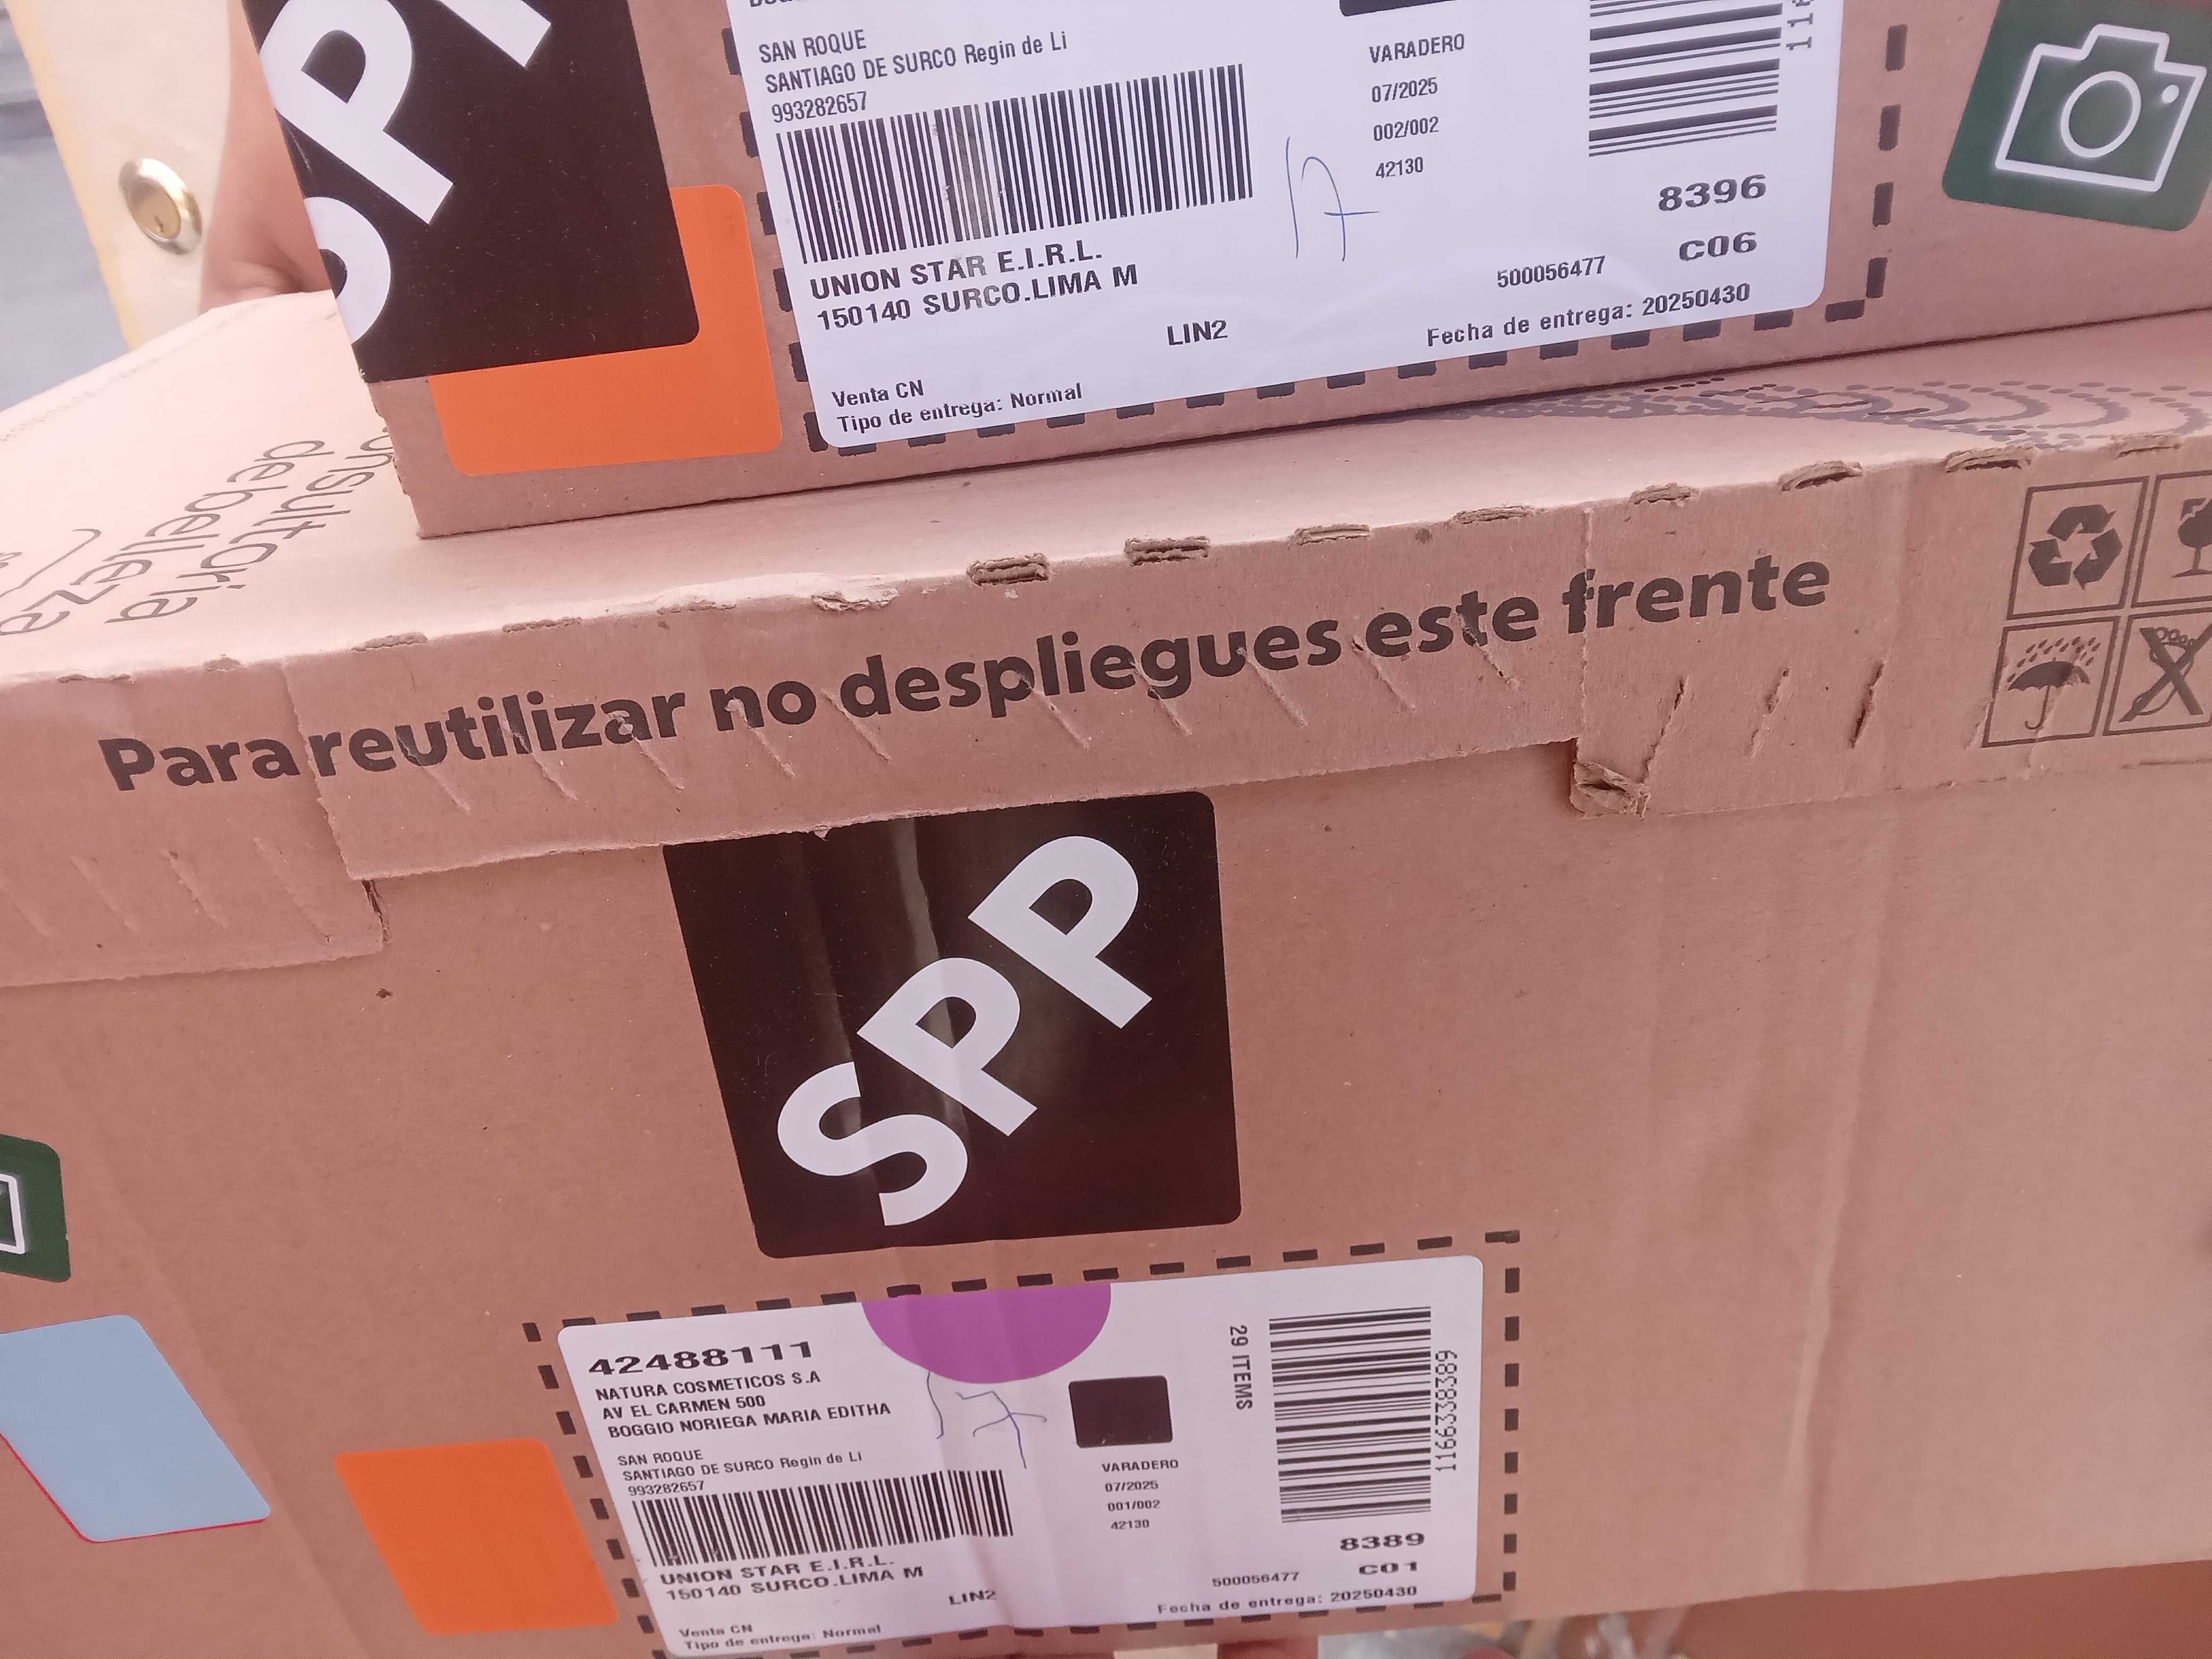 SPP
SAN ROQUE
SANTIAGO DE SURCO Regin de Li
993282657
UNION STAR E.I.R.L.
150140 SURCO.LIMA M
LIN2
Venta CN
Tipo de entrega: Normal
VARADERO
07/2025
002/002
42130
17
8396
C06
500056477
Fecha de entrega: 20250430
debelleza
Para reutilizar no despliegues este frente
SPP
42488111
NATURA COSMETICOS S.A
AV EL CARMEN 500
BOGGIO NORIEGA MARIA EDITHA
SAN ROQUE
SANTIAGO DE SURCO Regin de Li
993282657
UNION STAR E.I.R.L.
150140 SURCO.LIMA M
LIN2
Venta CN
Tipo de entrega: Normal
17
VARADERO
07/2025
001/002
42130
29 ITEMS
116633838389
8389
C01
500056477
Fecha de entrega: 20250430